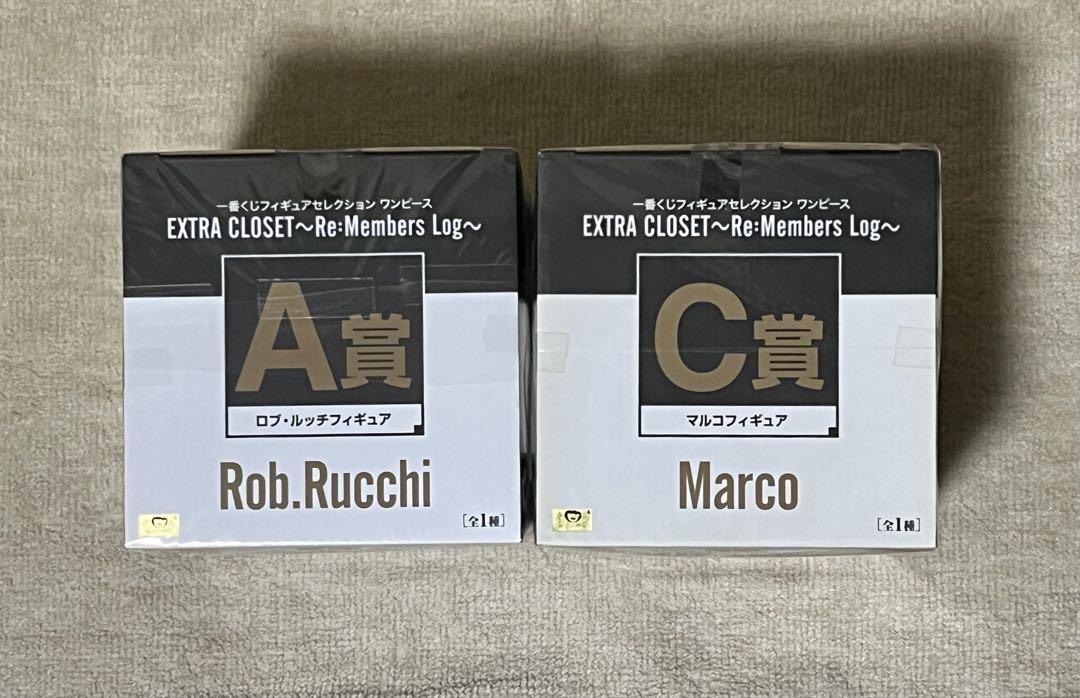 一番くじフィギュアセレクション ワンピース
EXTRA CLOSET〜Re:Members Log〜
A賞
ロブ・ルッチフィギュア
Rob.Rucchi
[全1種]
一番くじフィギュアセレクション ワンピース
EXTRA CLOSET〜Re:Members Log〜
C賞
マルコフィギュア
Marco
[全1種]